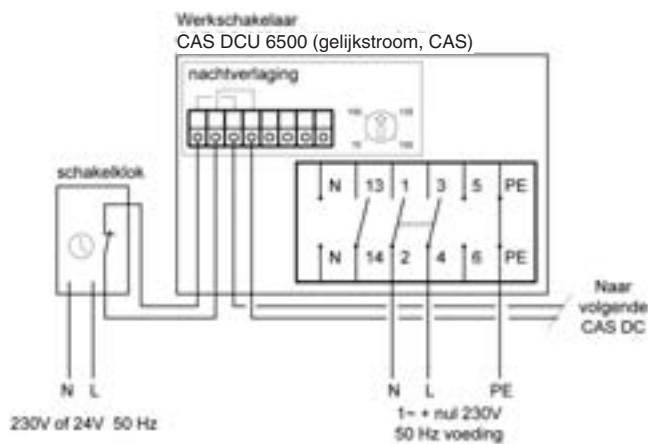 Werkschakelaar
CAS DCU 6500 (gelijkstroom, CAS)
nachtverlaging
schakelklok
N 13 1 3 5 PE
N 14 2 4 6 PE
Naar
volgende
CAS DC
N L
230V of 24V 50 Hz
N L PE
1~ + nul 230V
50 Hz voeding